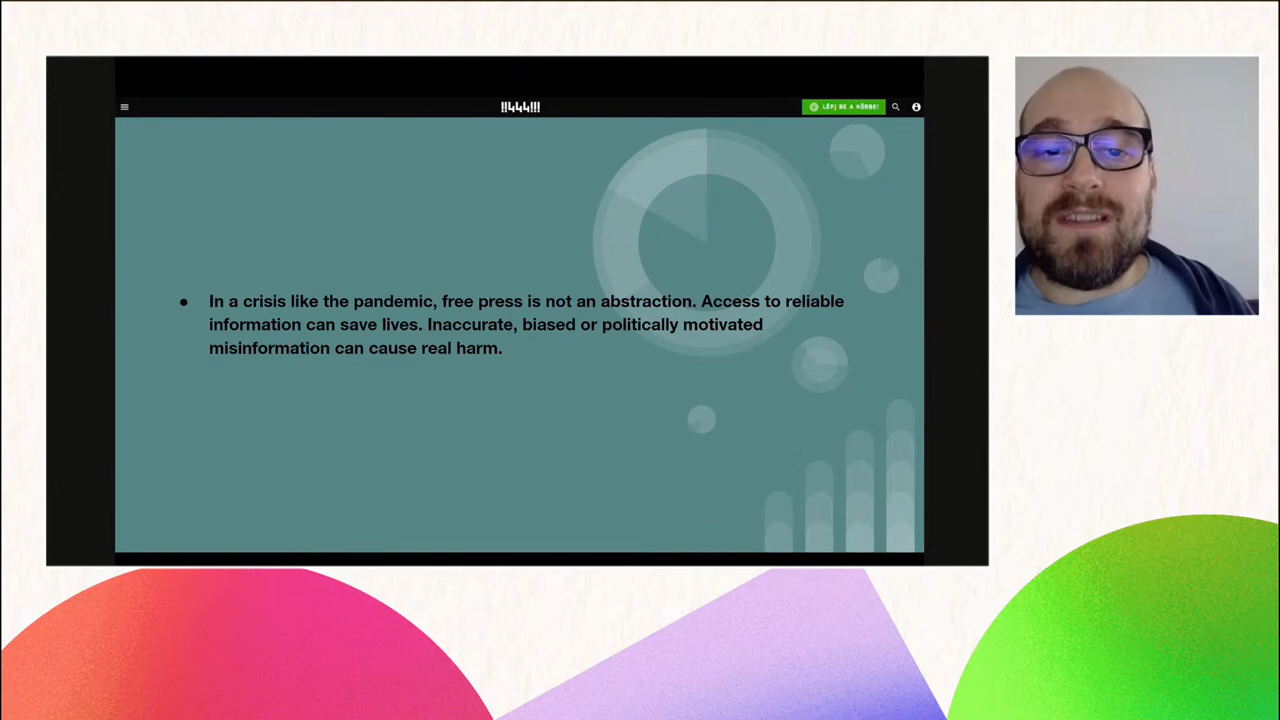 !!444!!!
LÉPJ BE A KÖRBE!
● In a crisis like the pandemic, free press is not an abstraction. Access to reliable
information can save lives. Inaccurate, biased or politically motivated
misinformation can cause real harm.